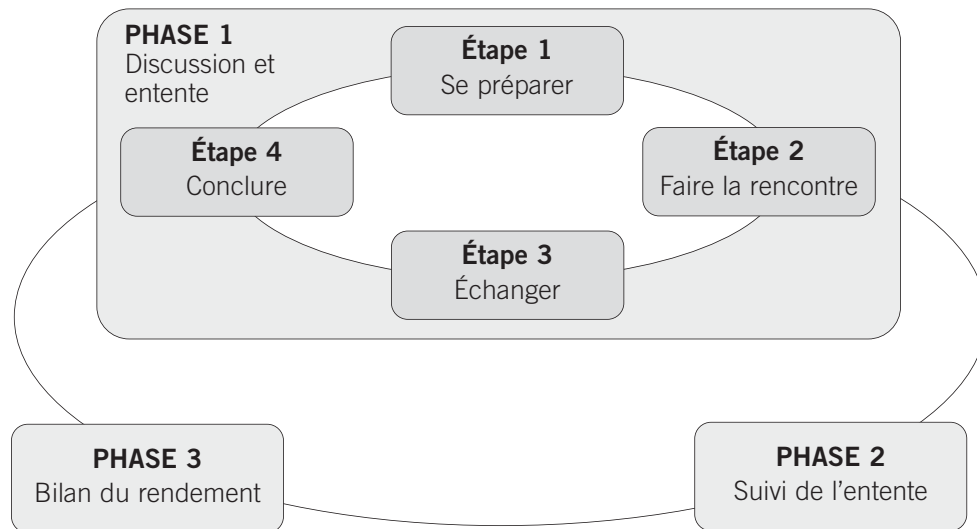 PHASE 1
Discussion et
entente
Étape 1
Se préparer
Étape 2
Faire la rencontre
Étape 3
Échanger
Étape 4
Conclure
PHASE 2
Suivi de l’entente
PHASE 3
Bilan du rendement